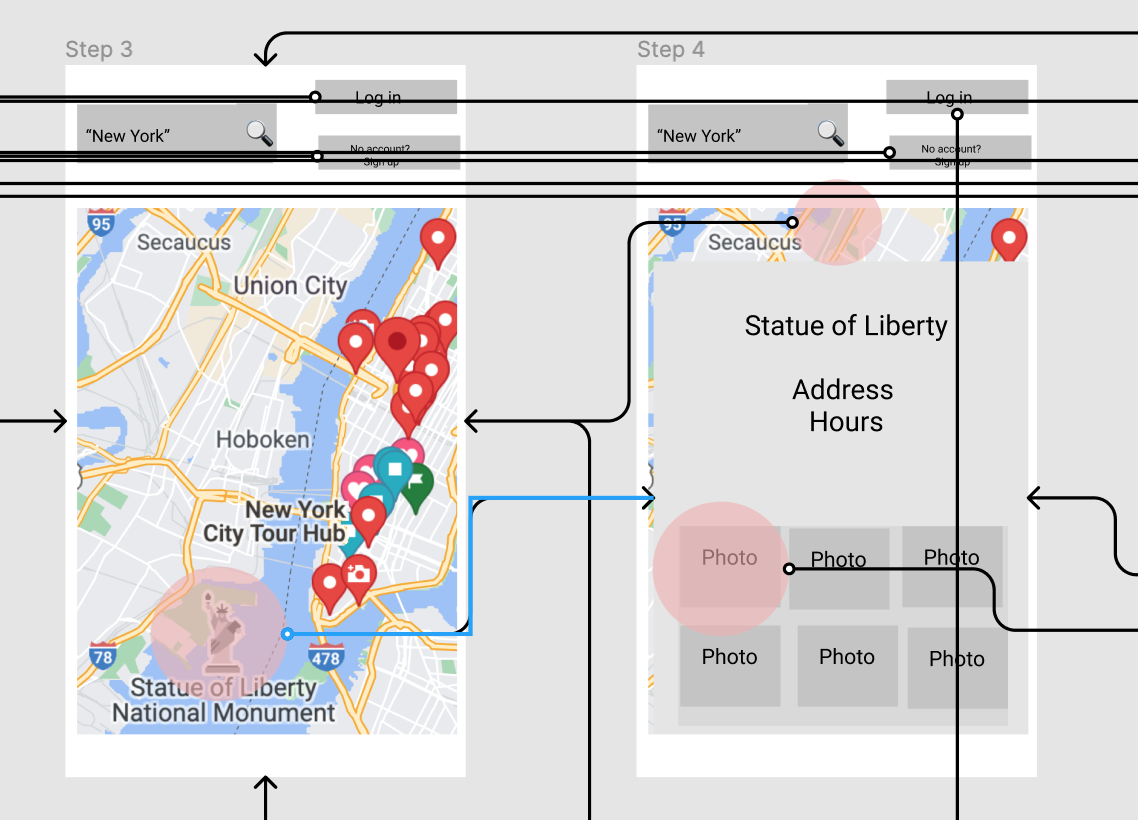 Step 3
Log in
“New York”
No account?
Sign up
95
Secaucus
Union City
Hoboken
New York
City Tour Hub
78
478
Statue of Liberty
National Monument
Step 4
Log in
“New York”
No account?
Sign up
95
Secaucus
Statue of Liberty
Address
Hours
Photo Photo Photo
Photo Photo Photo